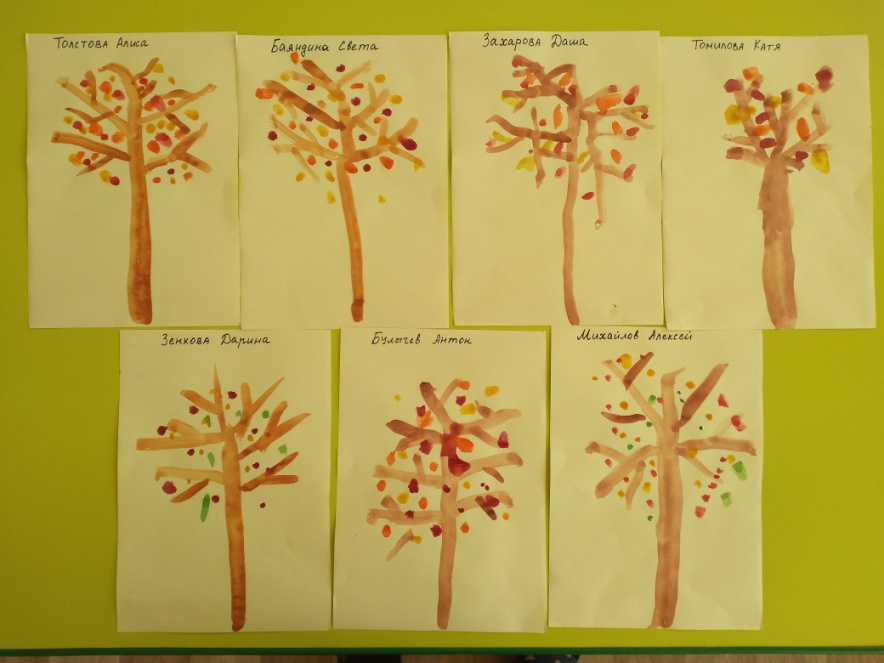 Толстова Алиса
Баяндина Света
Захарова Даша
Томилова Катя
Зенкова Дарина
Булычев Антон
Михайлов Алексей